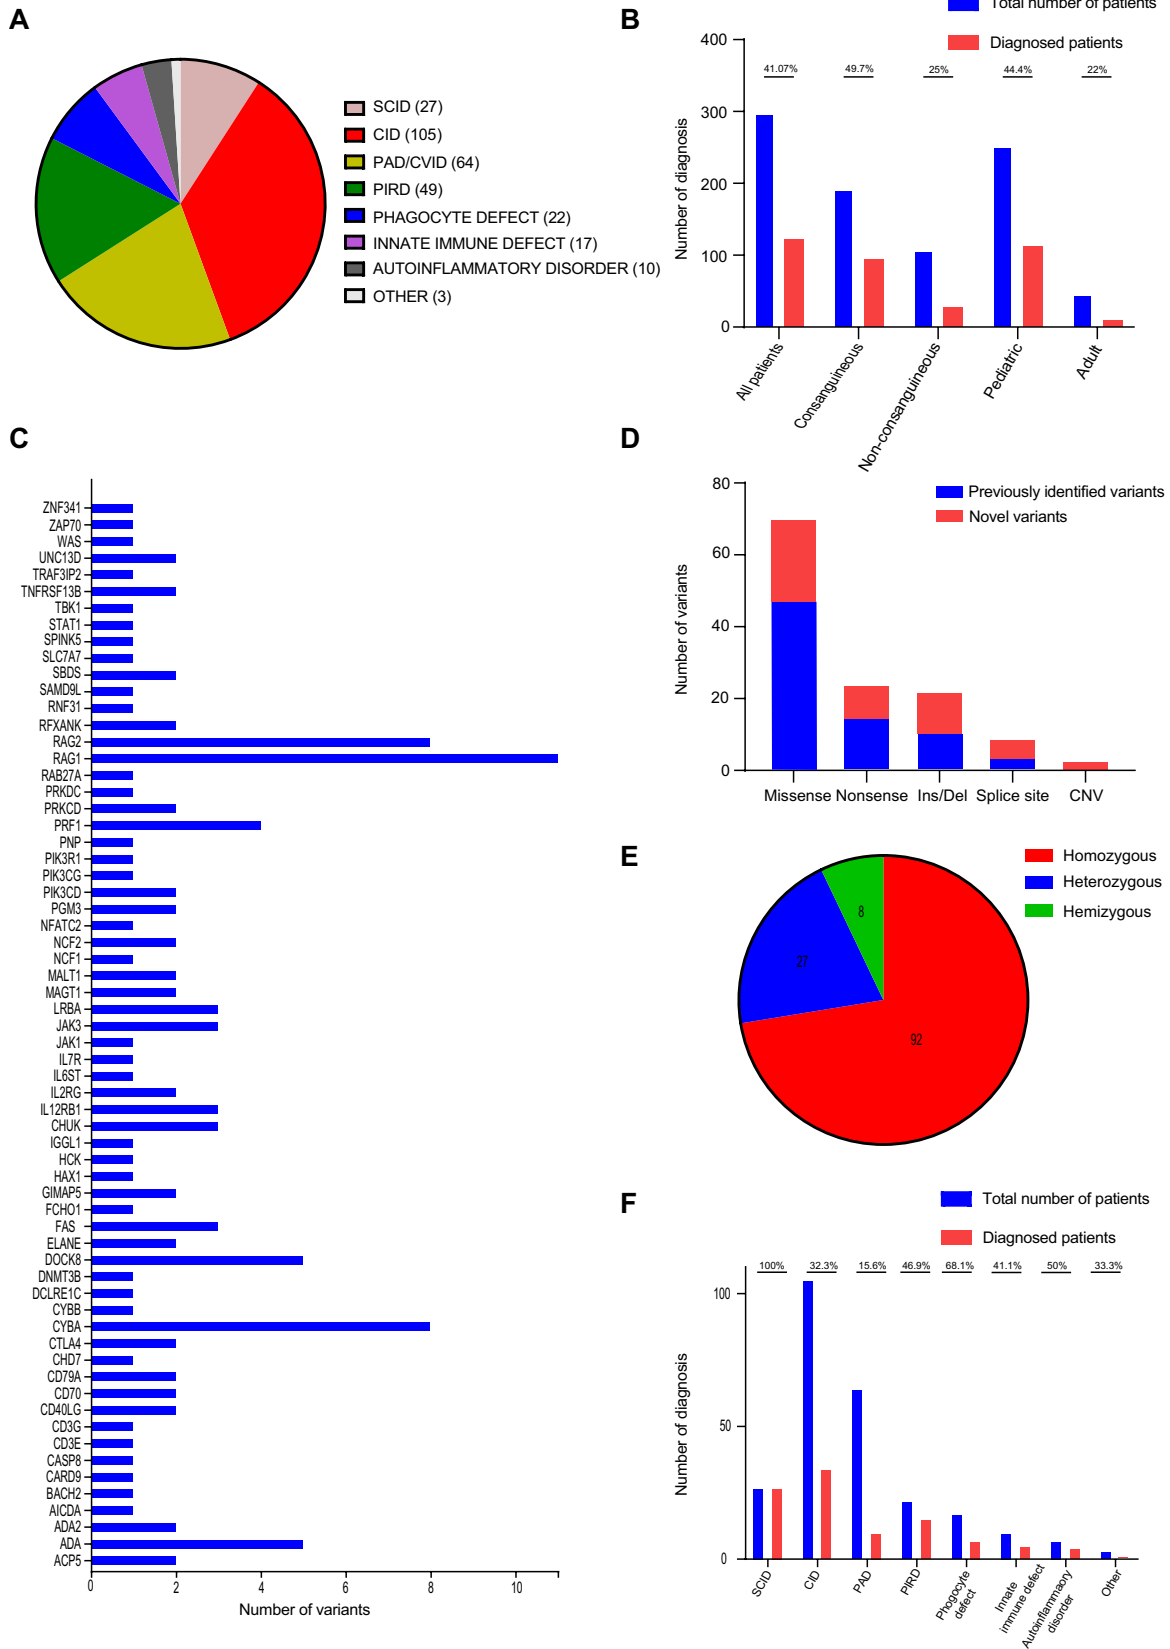 A
SCID (27)
CID (105)
PAD/CVID (64)
PIRD (49)
PHAGOCYTE DEFECT (22)
INNATE IMMUNE DEFECT (17)
AUTOINFLAMMATORY DISORDER (10)
OTHER (3)
B
Total number of patients
Diagnosed patients
41.07% 49.7% 25% 44.4% 22%
Number of diagnosis
400
300
200
100
0
All patients
Consanguineous
Non-consanguineous
Pediatric
Adult
C
ZNF341
ZAP70
WAS
UNC13D
TRAF3IP2
TNFRSF13B
TBK1
STAT1
SPINK5
SLC7A7
SBDS
SAMD9L
RNF31
RFXANK
RAG2
RAG1
RAB27A
PRKDC
PRKCD
PRF1
PNP
PIK3R1
PIK3CG
PIK3CD
PGM3
NFATC2
NCF2
NCF1
MALT1
MAGT1
LRBA
JAK3
JAK1
IL7R
IL6ST
IL2RG
IL12RB1
CHUK
IGGL1
HCK
HAX1
GIMAP5
FCHO1
FAS
ELANE
DOCK8
DNMT3B
DCLRE1C
CYBB
CYBA
CTLA4
CHD7
CD79A
CD70
CD40LG
CD3G
CD3E
CASP8
CARD9
BACH2
AICDA
ADA2
ADA
ACP5
0 2 4 6 8 10
Number of variants
D
Previously identified variants
Novel variants
Number of variants
80
60
40
20
0
Missense Nonsense Ins/Del Splice site CNV
E
Homozygous
Heterozygous
Hemizygous
8
27
92
F
Total number of patients
Diagnosed patients
100% 32.3% 15.6% 46.9% 68.1% 41.1% 50% 33.3%
Number of diagnosis
100
50
0
SCID
CID
PAD
PIRD
Phogocyte
defect
Innate
immune defect
Autoinflammaory
disorder
Other